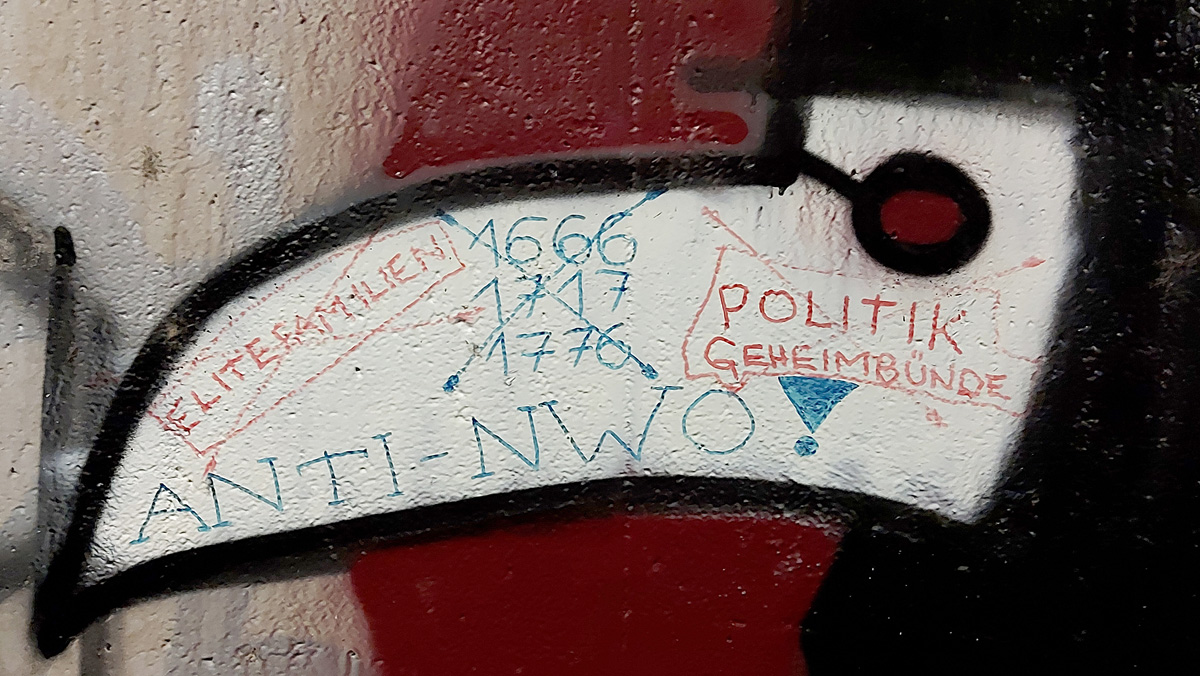 ELITEFAMILIEN
1666
1717
1776
POLITIK
GEHEIMBÜNDE
ANTI-NWO!